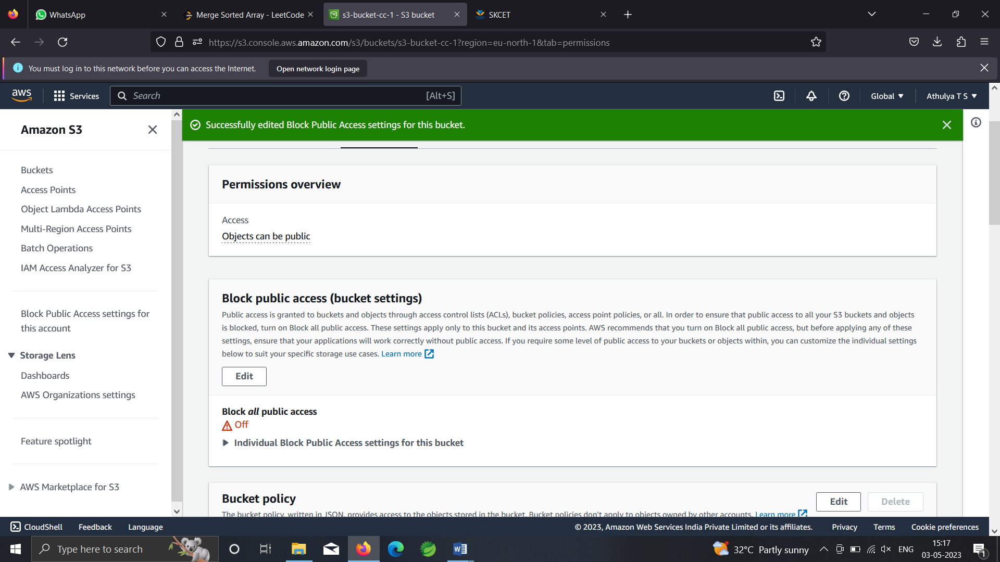 WhatsApp
Merge Sorted Array - LeetCode
s3-bucket-cc-1 - S3 bucket
SKCET
https://s3.console.aws.amazon.com/s3/buckets/s3-bucket-cc-1?region=eu-north-1&tab=permissions
You must log in to this network before you can access the Internet.
Open network login page
aws
Services
Search
[Alt+S]
Global
Athulya T S
Amazon S3
Buckets
Access Points
Object Lambda Access Points
Multi-Region Access Points
Batch Operations
IAM Access Analyzer for S3
Block Public Access settings for
this account
Storage Lens
Dashboards
AWS Organizations settings
Feature spotlight
AWS Marketplace for S3
Successfully edited Block Public Access settings for this bucket.
Permissions overview
Access
Objects can be public
Block public access (bucket settings)
Public access is granted to buckets and objects through access control lists (ACLs), bucket policies, access point policies, or all. In order to ensure that public access to all your S3 buckets and objects
is blocked, turn on Block all public access. These settings apply only to this bucket and its access points. AWS recommends that you turn on Block all public access, but before applying any of these
settings, ensure that your applications will work correctly without public access. If you require some level of public access to your buckets or objects within, you can customize the individual settings
below to suit your specific storage use cases. Learn more
Edit
Block all public access
Off
Individual Block Public Access settings for this bucket
Bucket policy
Edit
Delete
The bucket policy, written in JSON, provides access to the objects stored in the bucket. Bucket policies don't apply to objects owned by other accounts. Learn more
CloudShell
Feedback
Language
© 2023, Amazon Web Services India Private Limited or its affiliates.
Privacy
Terms
Cookie preferences
Type here to search
32°C Partly sunny
ENG
15:17
03-05-2023
1